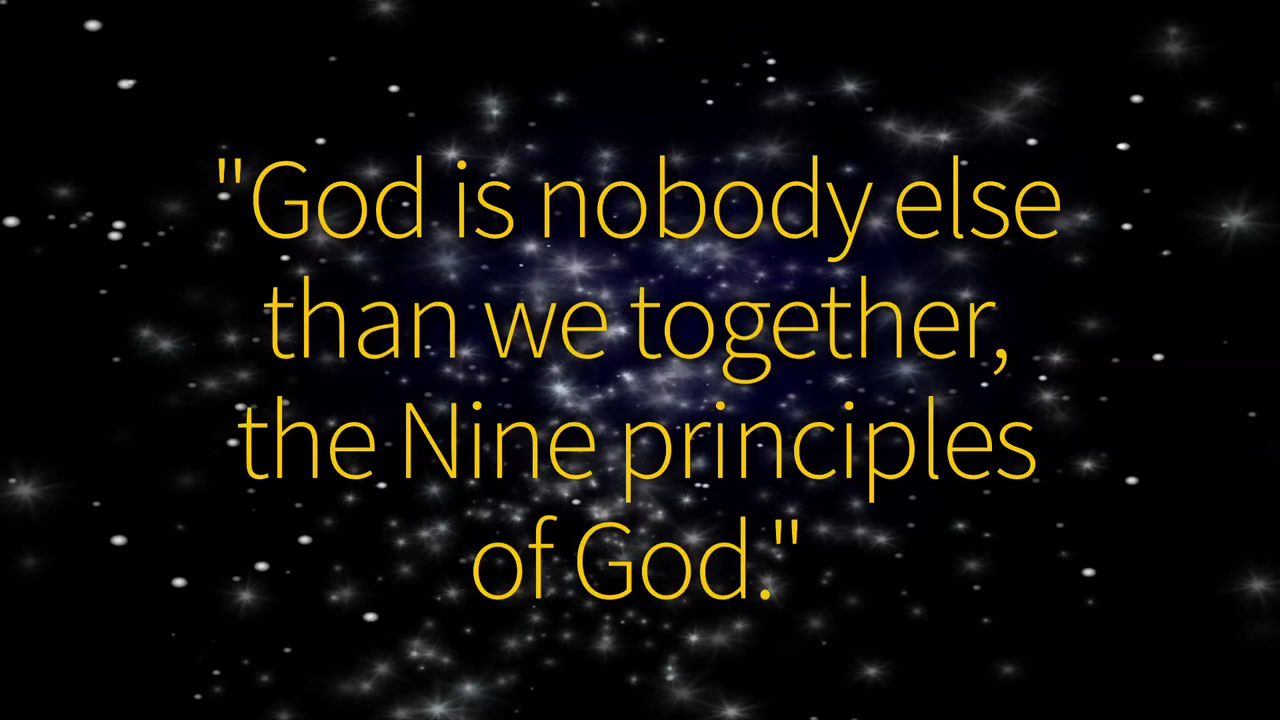 "God is nobody else
than we together,
the Nine principles
of God."